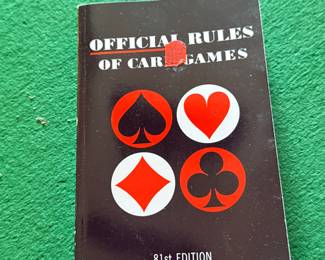 OFFICIAL RULES
OF CARD GAMES
81st EDITION